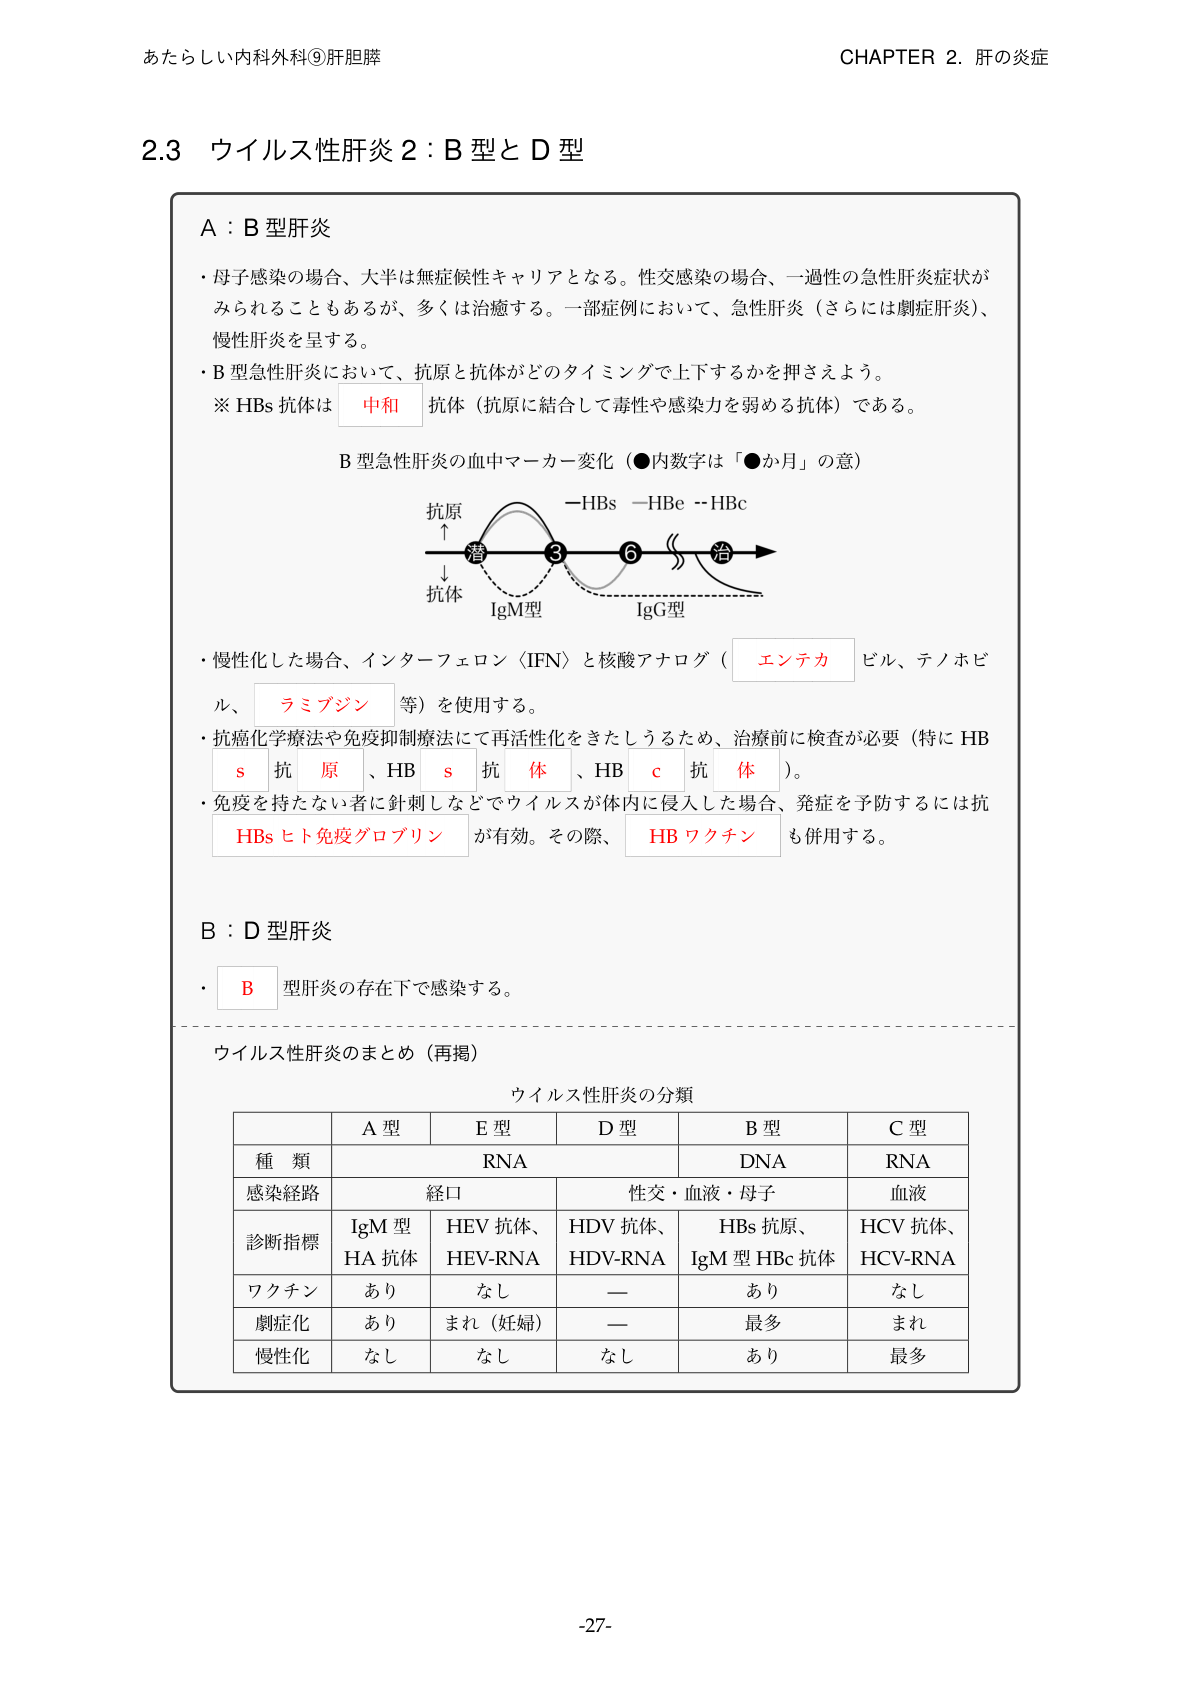 あたらしい内科外科⑨肝胆膵
CHAPTER 2. 肝の炎症
2.3 ウイルス性肝炎 2：B 型と D 型
A：B 型肝炎
・母子感染の場合、大半は無症候性キャリアとなる。性交感染の場合、一過性の急性肝炎症状が
みられることもあるが、多くは治癒する。一部症例において、急性肝炎（さらには劇症肝炎）、
慢性肝炎を呈する。
・B 型急性肝炎において、抗原と抗体がどのタイミングで上下するかを押さえよう。
※ HBs 抗体は 中和 抗体（抗原に結合して毒性や感染力を弱める抗体）である。
B 型急性肝炎の血中マーカー変化（●内数字は「●か月」の意）
抗原 ━HBs ━HBe --HBc
↑
潜 3 6 治
↓
抗体
IgM型 IgG型
・慢性化した場合、インターフェロン〈IFN〉と核酸アナログ（ エンテカ ビル、テノホビ
ル、 ラミブジン 等）を使用する。
・抗癌化学療法や免疫抑制療法にて再活性化をきたしうるため、治療前に検査が必要（特に HB
s 抗 原 、HB s 抗 体 、HB c 抗 体 ）。
・免疫を持たない者に針刺しなどでウイルスが体内に侵入した場合、発症を予防するには抗
HBs ヒト免疫グロブリン が有効。その際、 HB ワクチン も併用する。
B：D 型肝炎
・ B 型肝炎の存在下で感染する。
ウイルス性肝炎のまとめ（再掲）
ウイルス性肝炎の分類
A 型 E 型 D 型 B 型 C 型
種　類 RNA DNA RNA
感染経路 経口 性交・血液・母子 血液
診断指標 IgM 型 HEV 抗体、 HDV 抗体、 HBs 抗原、 HCV 抗体、
HA 抗体 HEV-RNA HDV-RNA IgM 型 HBc 抗体 HCV-RNA
ワクチン あり なし — あり なし
劇症化 あり まれ（妊婦） — 最多 まれ
慢性化 なし なし なし あり 最多
-27-